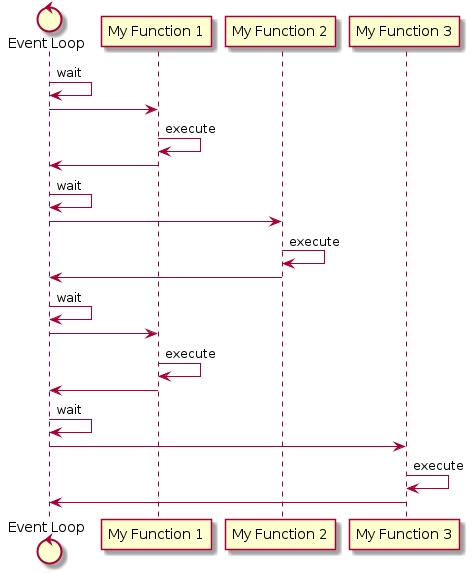 Event Loop
My Function 1
My Function 2
My Function 3
wait
execute
wait
execute
wait
execute
wait
execute
Event Loop
My Function 1
My Function 2
My Function 3